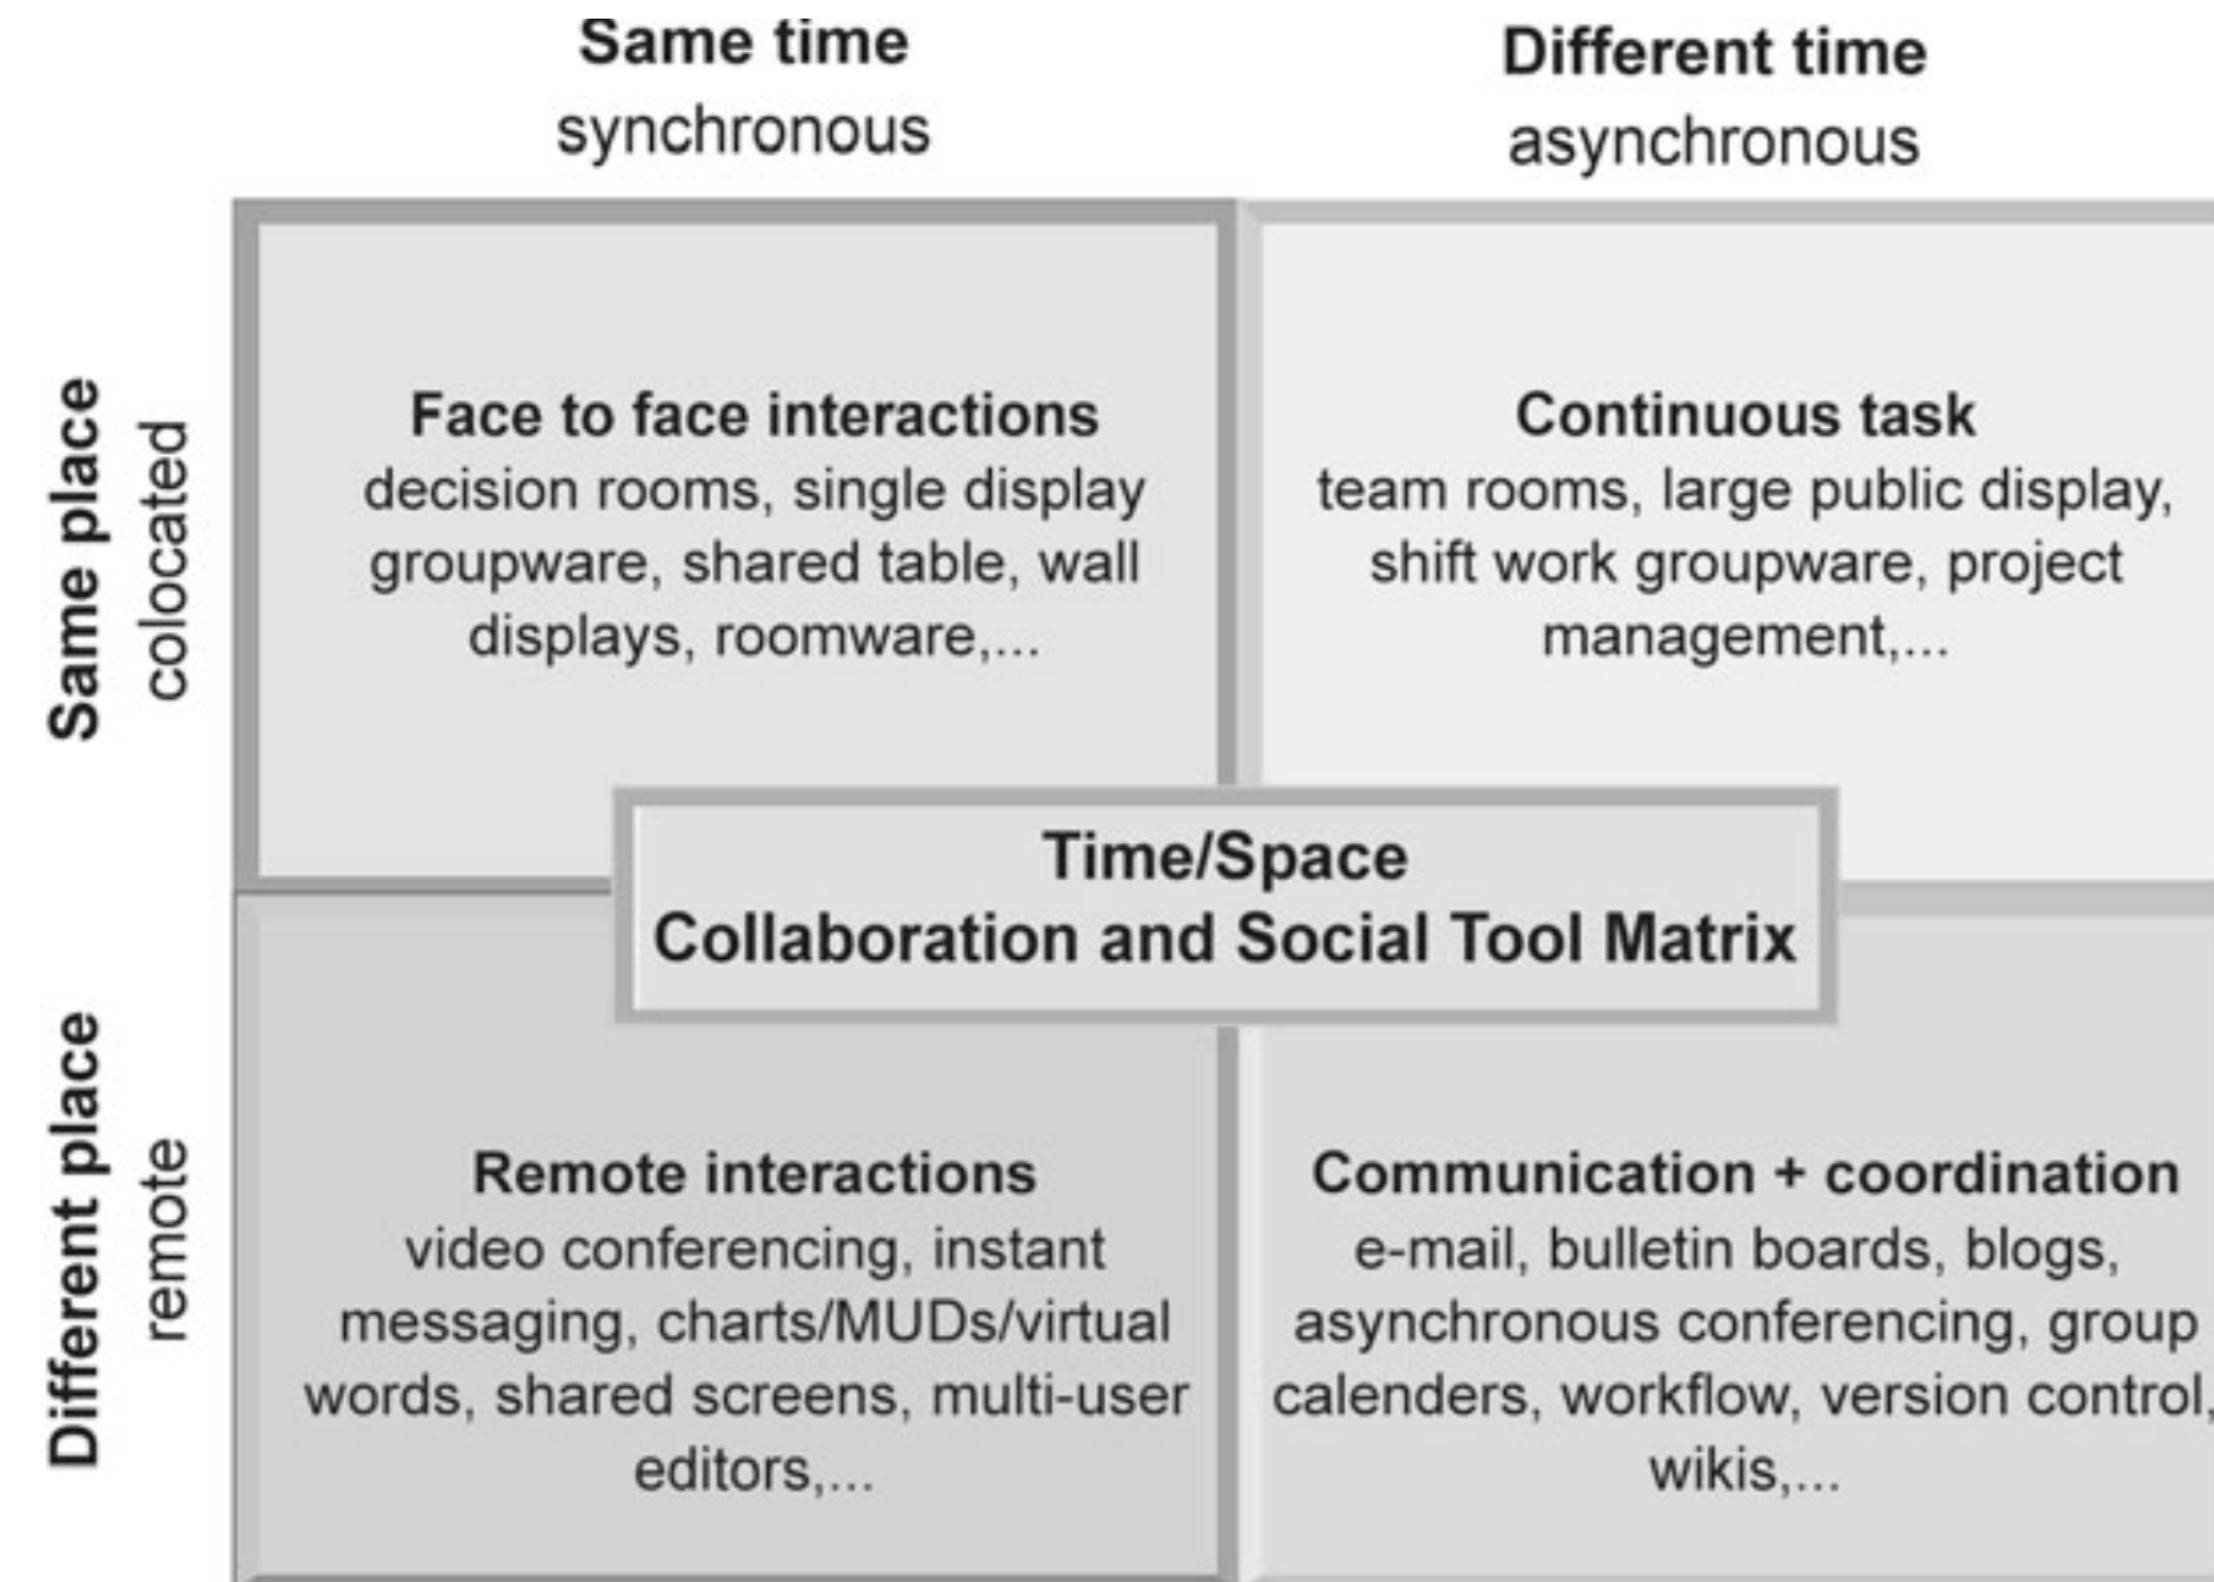 Same time
synchronous
Different time
asynchronous
Same place
colocated
Face to face interactions
decision rooms, single display
groupware, shared table, wall
displays, roomware,...
Continuous task
team rooms, large public display,
shift work groupware, project
management,...
Time/Space
Collaboration and Social Tool Matrix
Different place
remote
Remote interactions
video conferencing, instant
messaging, charts/MUDs/virtual
words, shared screens, multi-user
editors,...
Communication + coordination
e-mail, bulletin boards, blogs,
asynchronous conferencing, group
calenders, workflow, version control,
wikis,...